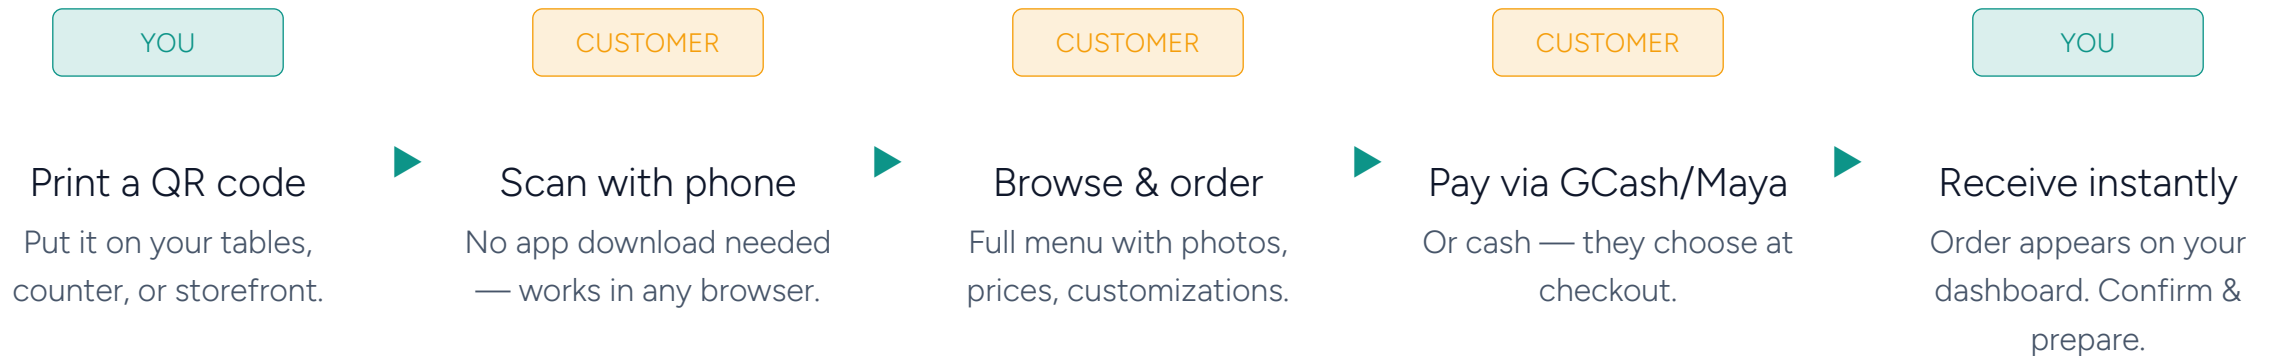 YOU
Print a QR code
Put it on your tables,
counter, or storefront.
CUSTOMER
Scan with phone
No app download needed
— works in any browser.
CUSTOMER
Browse & order
Full menu with photos,
prices, customizations.
CUSTOMER
Pay via GCash/Maya
Or cash — they choose at
checkout.
YOU
Receive instantly
Order appears on your
dashboard. Confirm &
prepare.